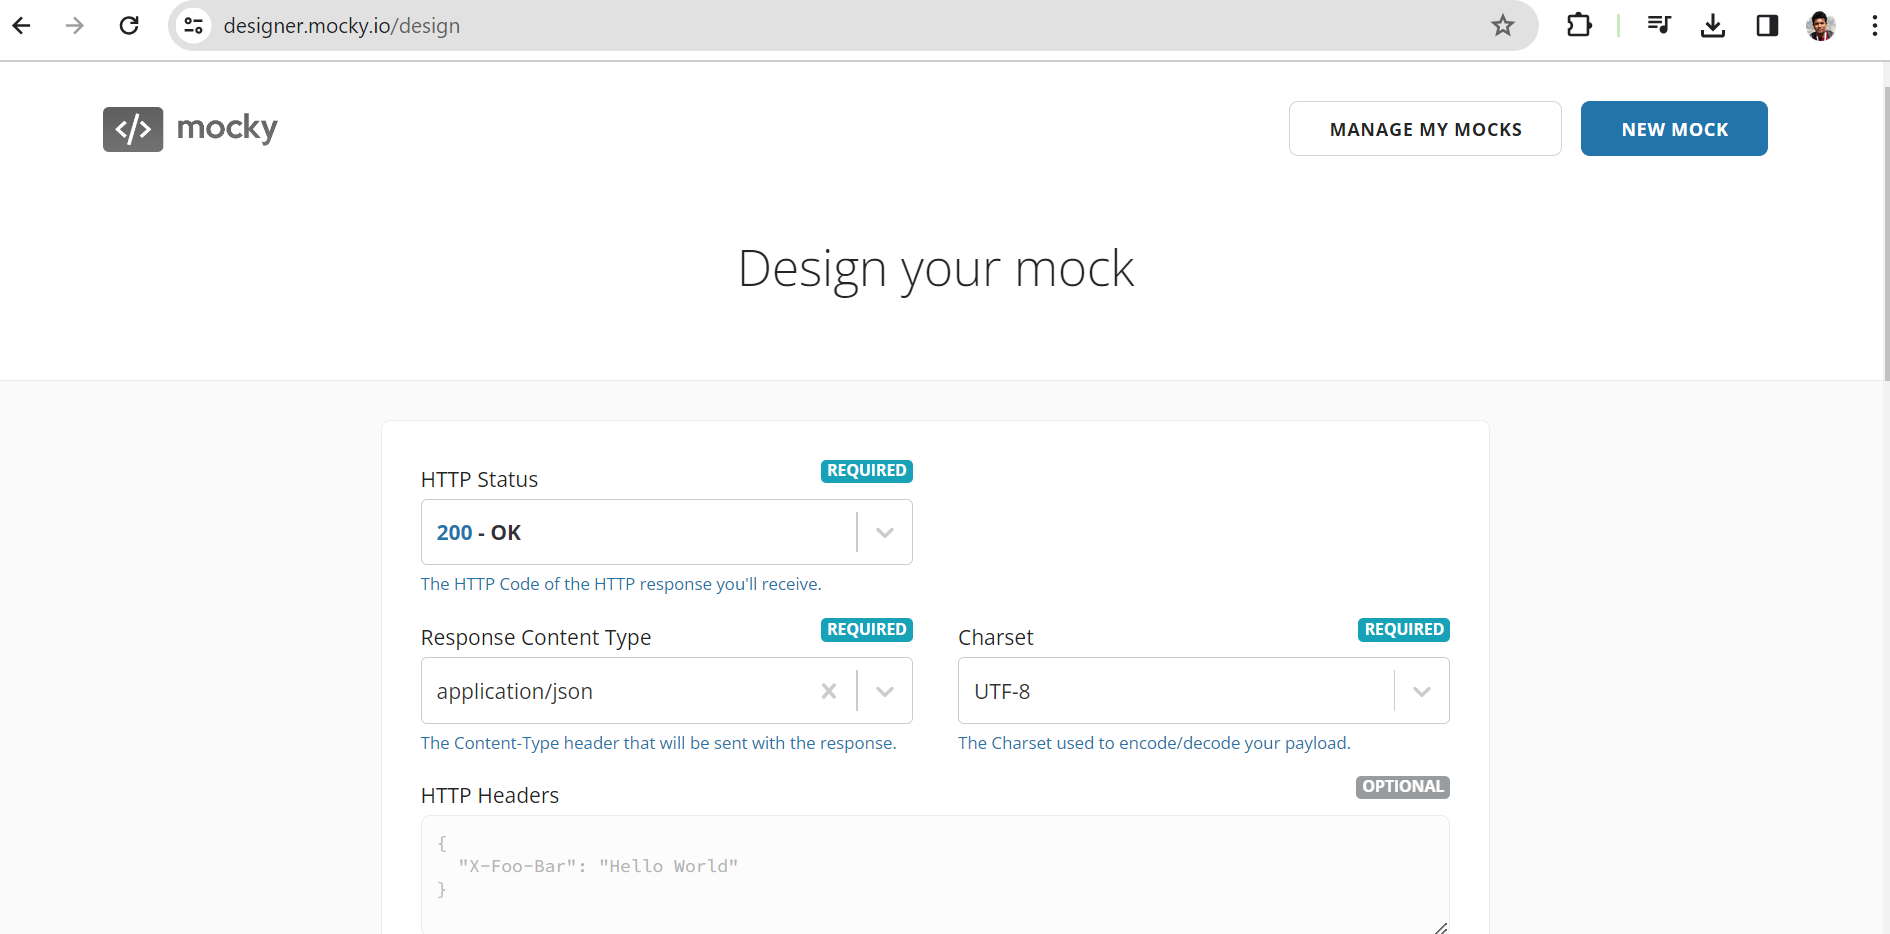 designer.mocky.io/design
</> mocky
MANAGE MY MOCKS
NEW MOCK
Design your mock
HTTP Status
REQUIRED
200 - OK
The HTTP Code of the HTTP response you'll receive.
Response Content Type
REQUIRED
Charset
REQUIRED
application/json
UTF-8
The Content-Type header that will be sent with the response.
The Charset used to encode/decode your payload.
HTTP Headers
OPTIONAL
{
"X-Foo-Bar": "Hello World"
}